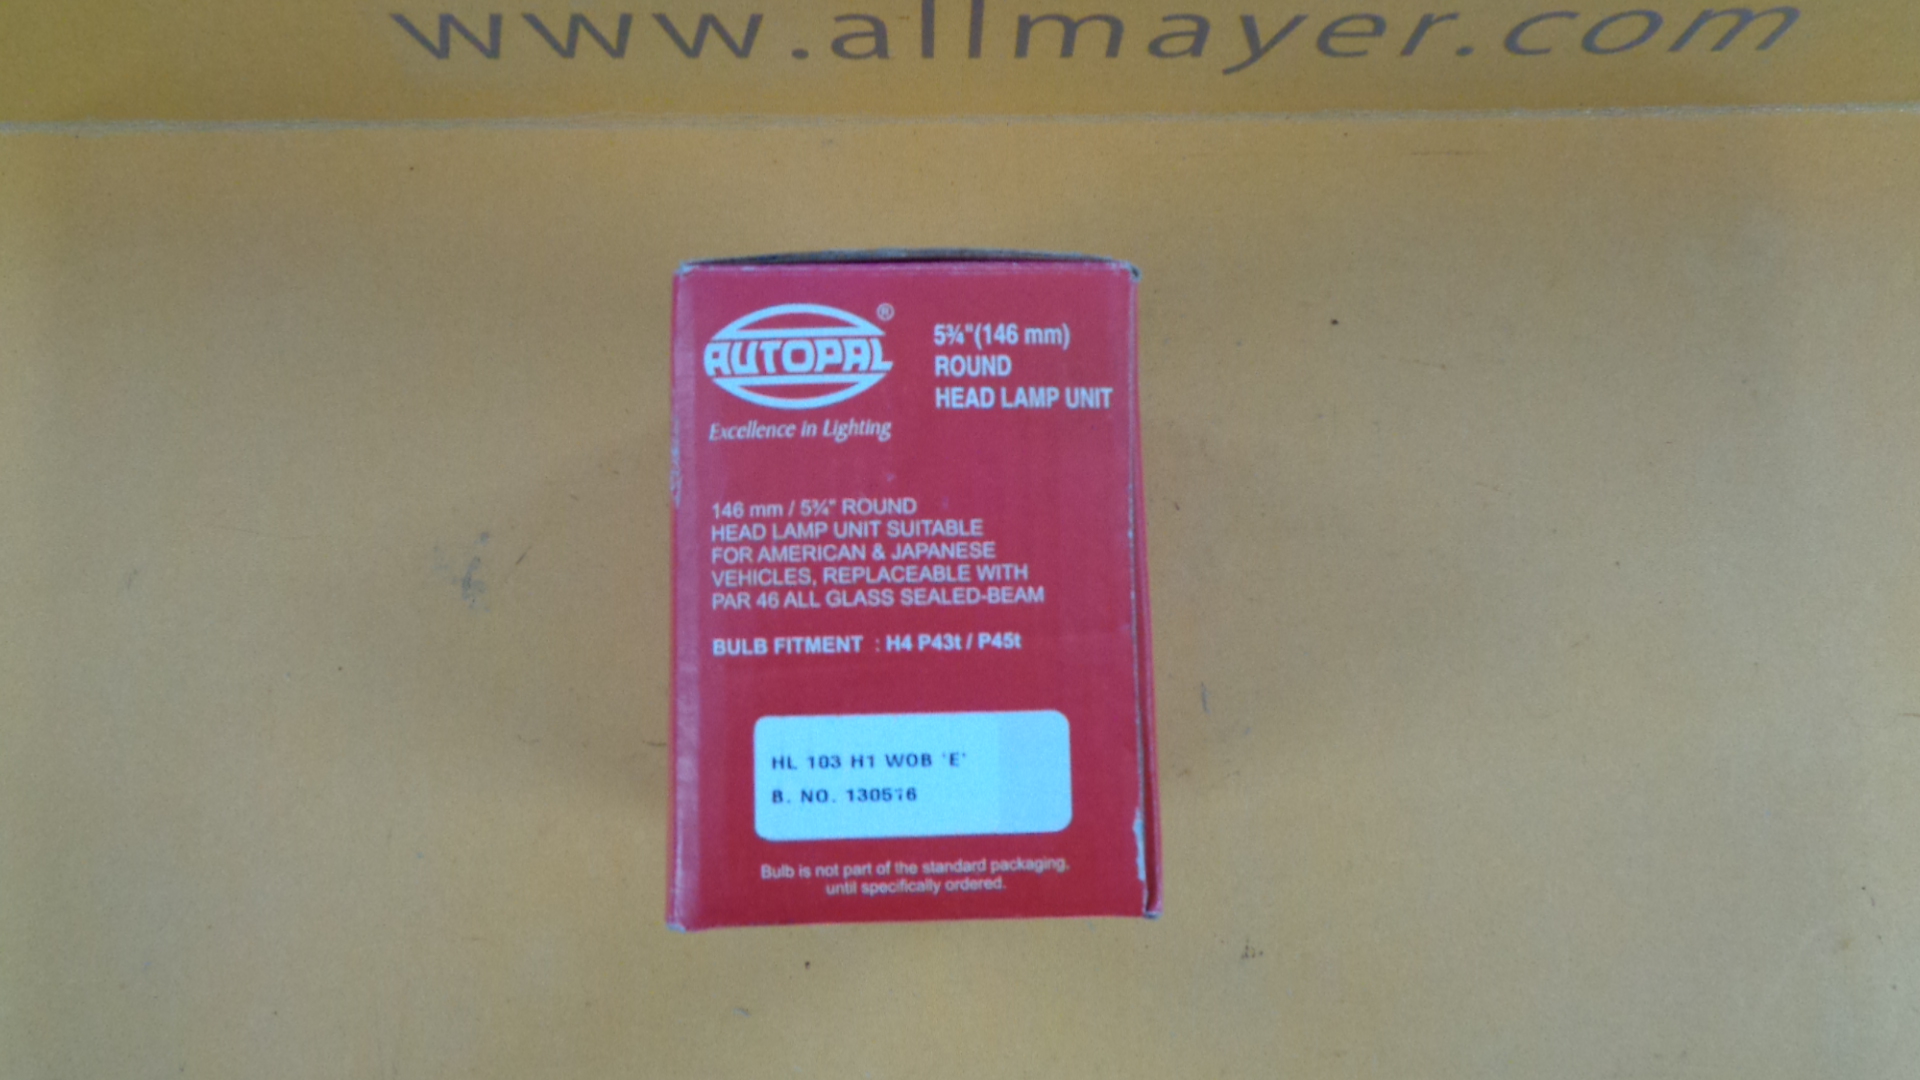 www.allmayer.com
AUTOPAL®
Excellence in Lighting
5¾"(146 mm)
ROUND
HEAD LAMP UNIT
146 mm / 5¾" ROUND
HEAD LAMP UNIT SUITABLE
FOR AMERICAN & JAPANESE
VEHICLES, REPLACEABLE WITH
PAR 46 ALL GLASS SEALED-BEAM
BULB FITMENT : H4 P43t / P45t
HL 103 H1 WOB 'E'
B. NO. 130516
Bulb is not part of the standard packaging,
until specifically ordered.